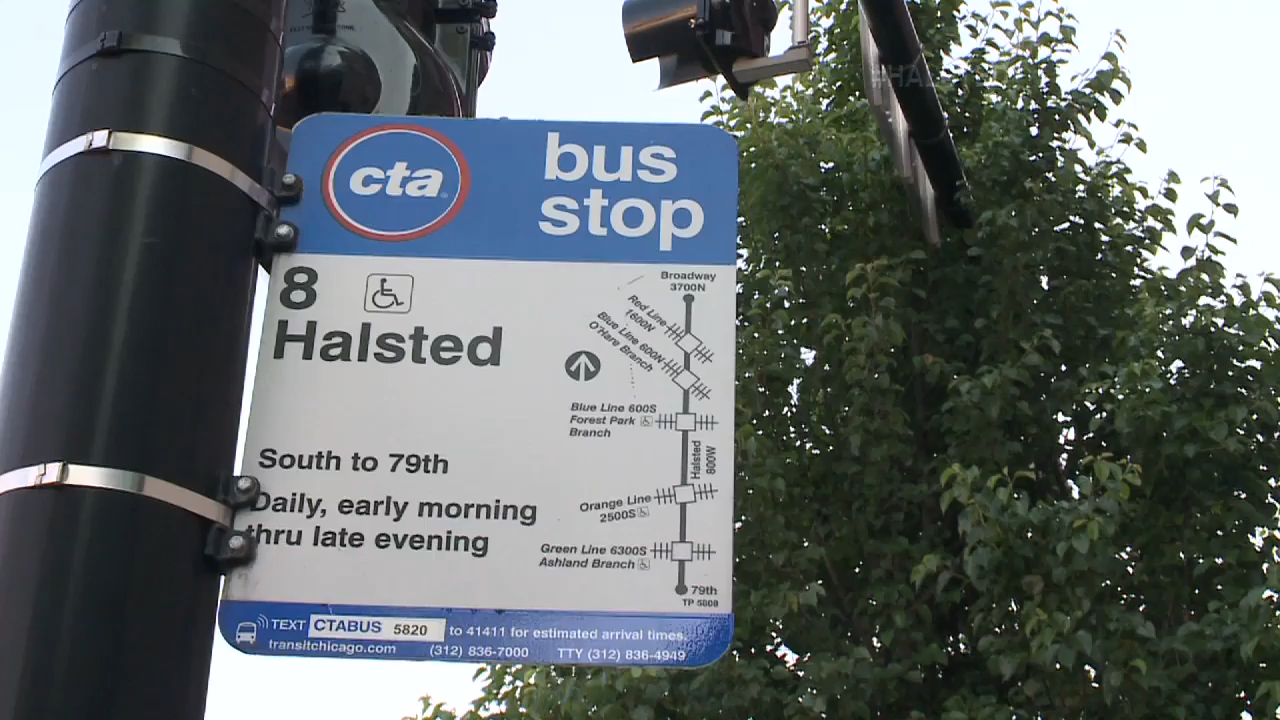 cta
bus
stop
8
Halsted
South to 79th
Daily, early morning
thru late evening
Broadway
3700N
Red Line
1600N
Blue Line 600N
O'Hare Branch
Blue Line 600S
Forest Park
Branch
Halsted
800W
Orange Line
2500S
Green Line 6300S
Ashland Branch
79th
TP 5808
TEXT CTABUS 5820 to 41411 for estimated arrival times.
transitchicago.com (312) 836-7000 TTY (312) 836-4949